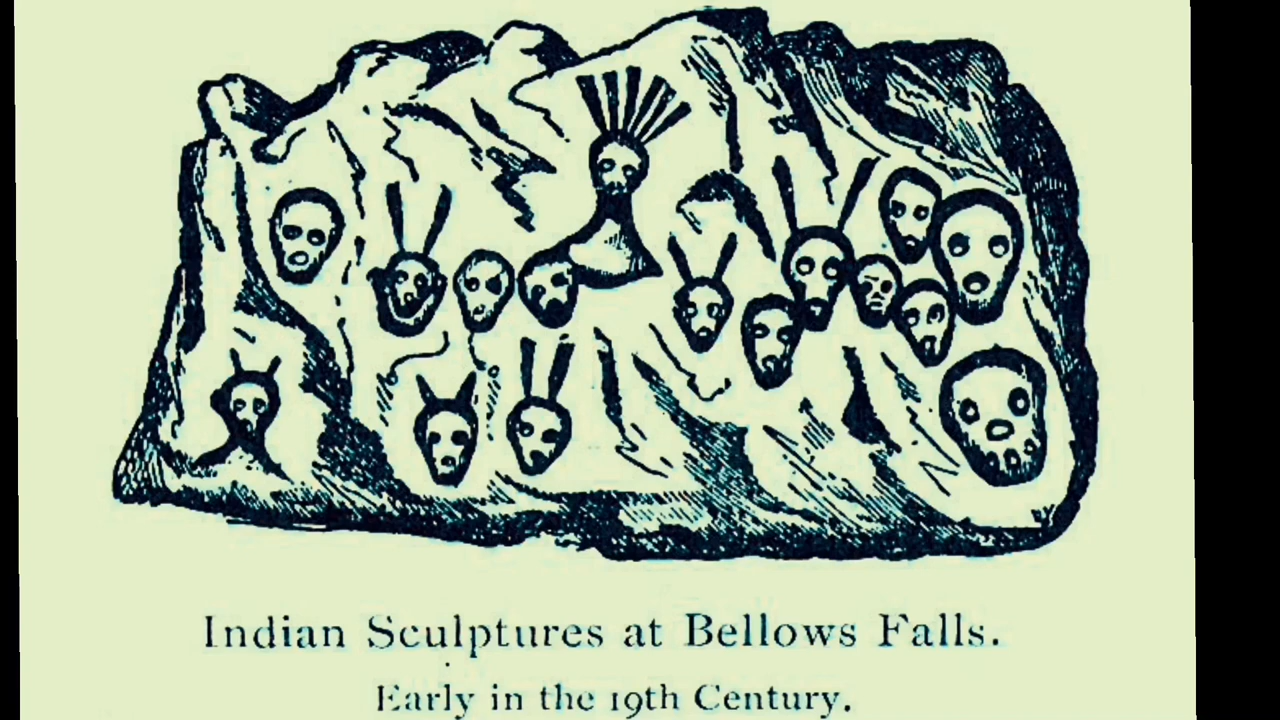 Indian Sculptures at Bellows Falls.
Early in the 19th Century.